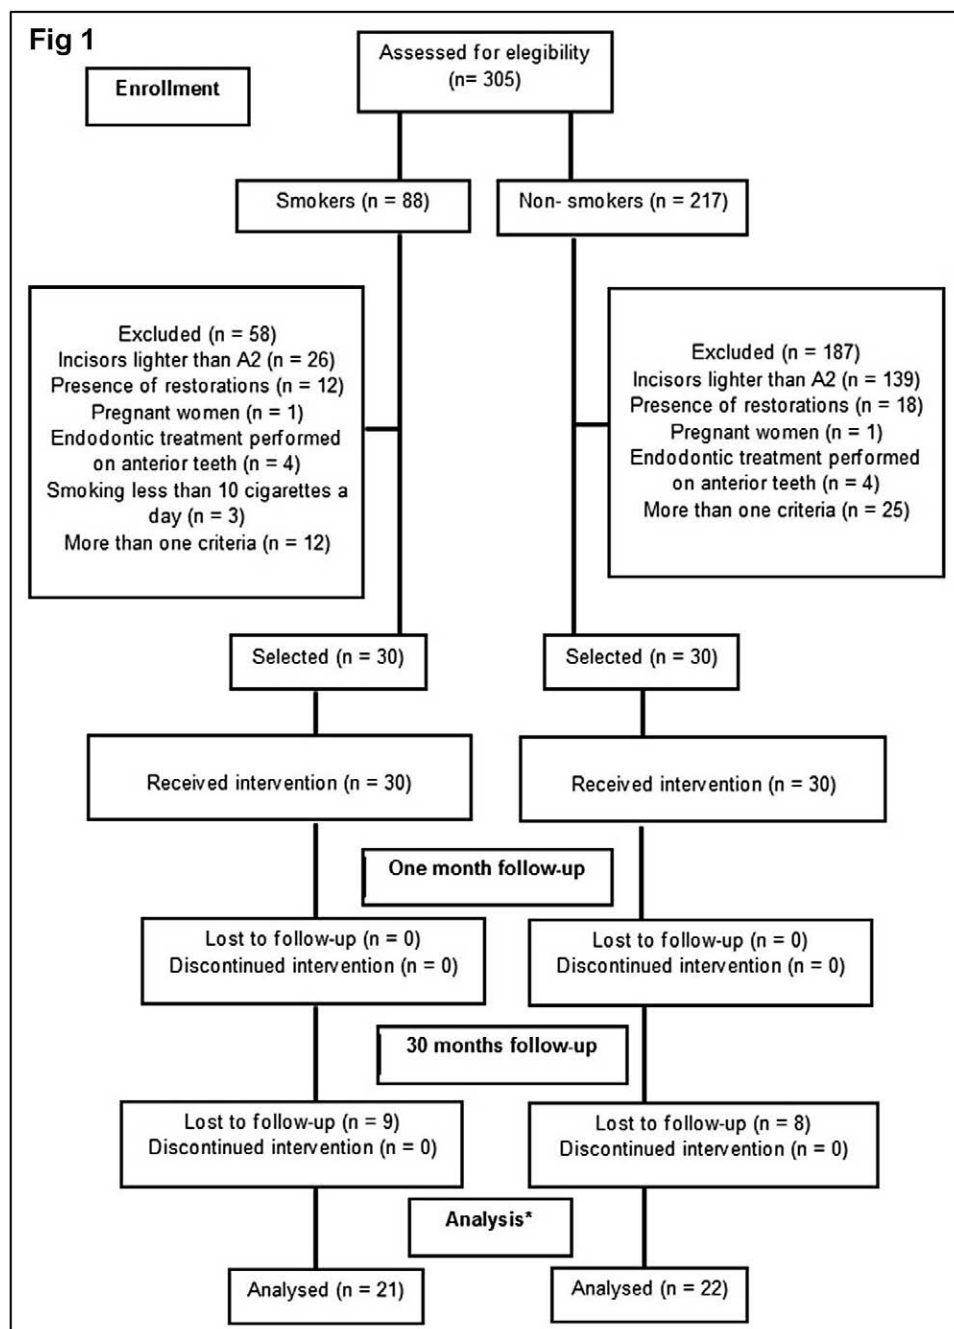 Fig 1
Assessed for elegibility
(n= 305)
Enrollment
Smokers (n = 88)
Non- smokers (n = 217)
Excluded (n = 58)
Incisors lighter than A2 (n = 26)
Presence of restorations (n = 12)
Pregnant women (n = 1)
Endodontic treatment performed
on anterior teeth (n = 4)
Smoking less than 10 cigarettes a
day (n = 3)
More than one criteria (n = 12)
Excluded (n = 187)
Incisors lighter than A2 (n = 139)
Presence of restorations (n = 18)
Pregnant women (n = 1)
Endodontic treatment performed
on anterior teeth (n = 4)
More than one criteria (n = 25)
Selected (n = 30)
Selected (n = 30)
Received intervention (n = 30)
Received intervention (n = 30)
One month follow-up
Lost to follow-up (n = 0)
Discontinued intervention (n = 0)
Lost to follow-up (n = 0)
Discontinued intervention (n = 0)
30 months follow-up
Lost to follow-up (n = 9)
Discontinued intervention (n = 0)
Lost to follow-up (n = 8)
Discontinued intervention (n = 0)
Analysis*
Analysed (n = 21)
Analysed (n = 22)